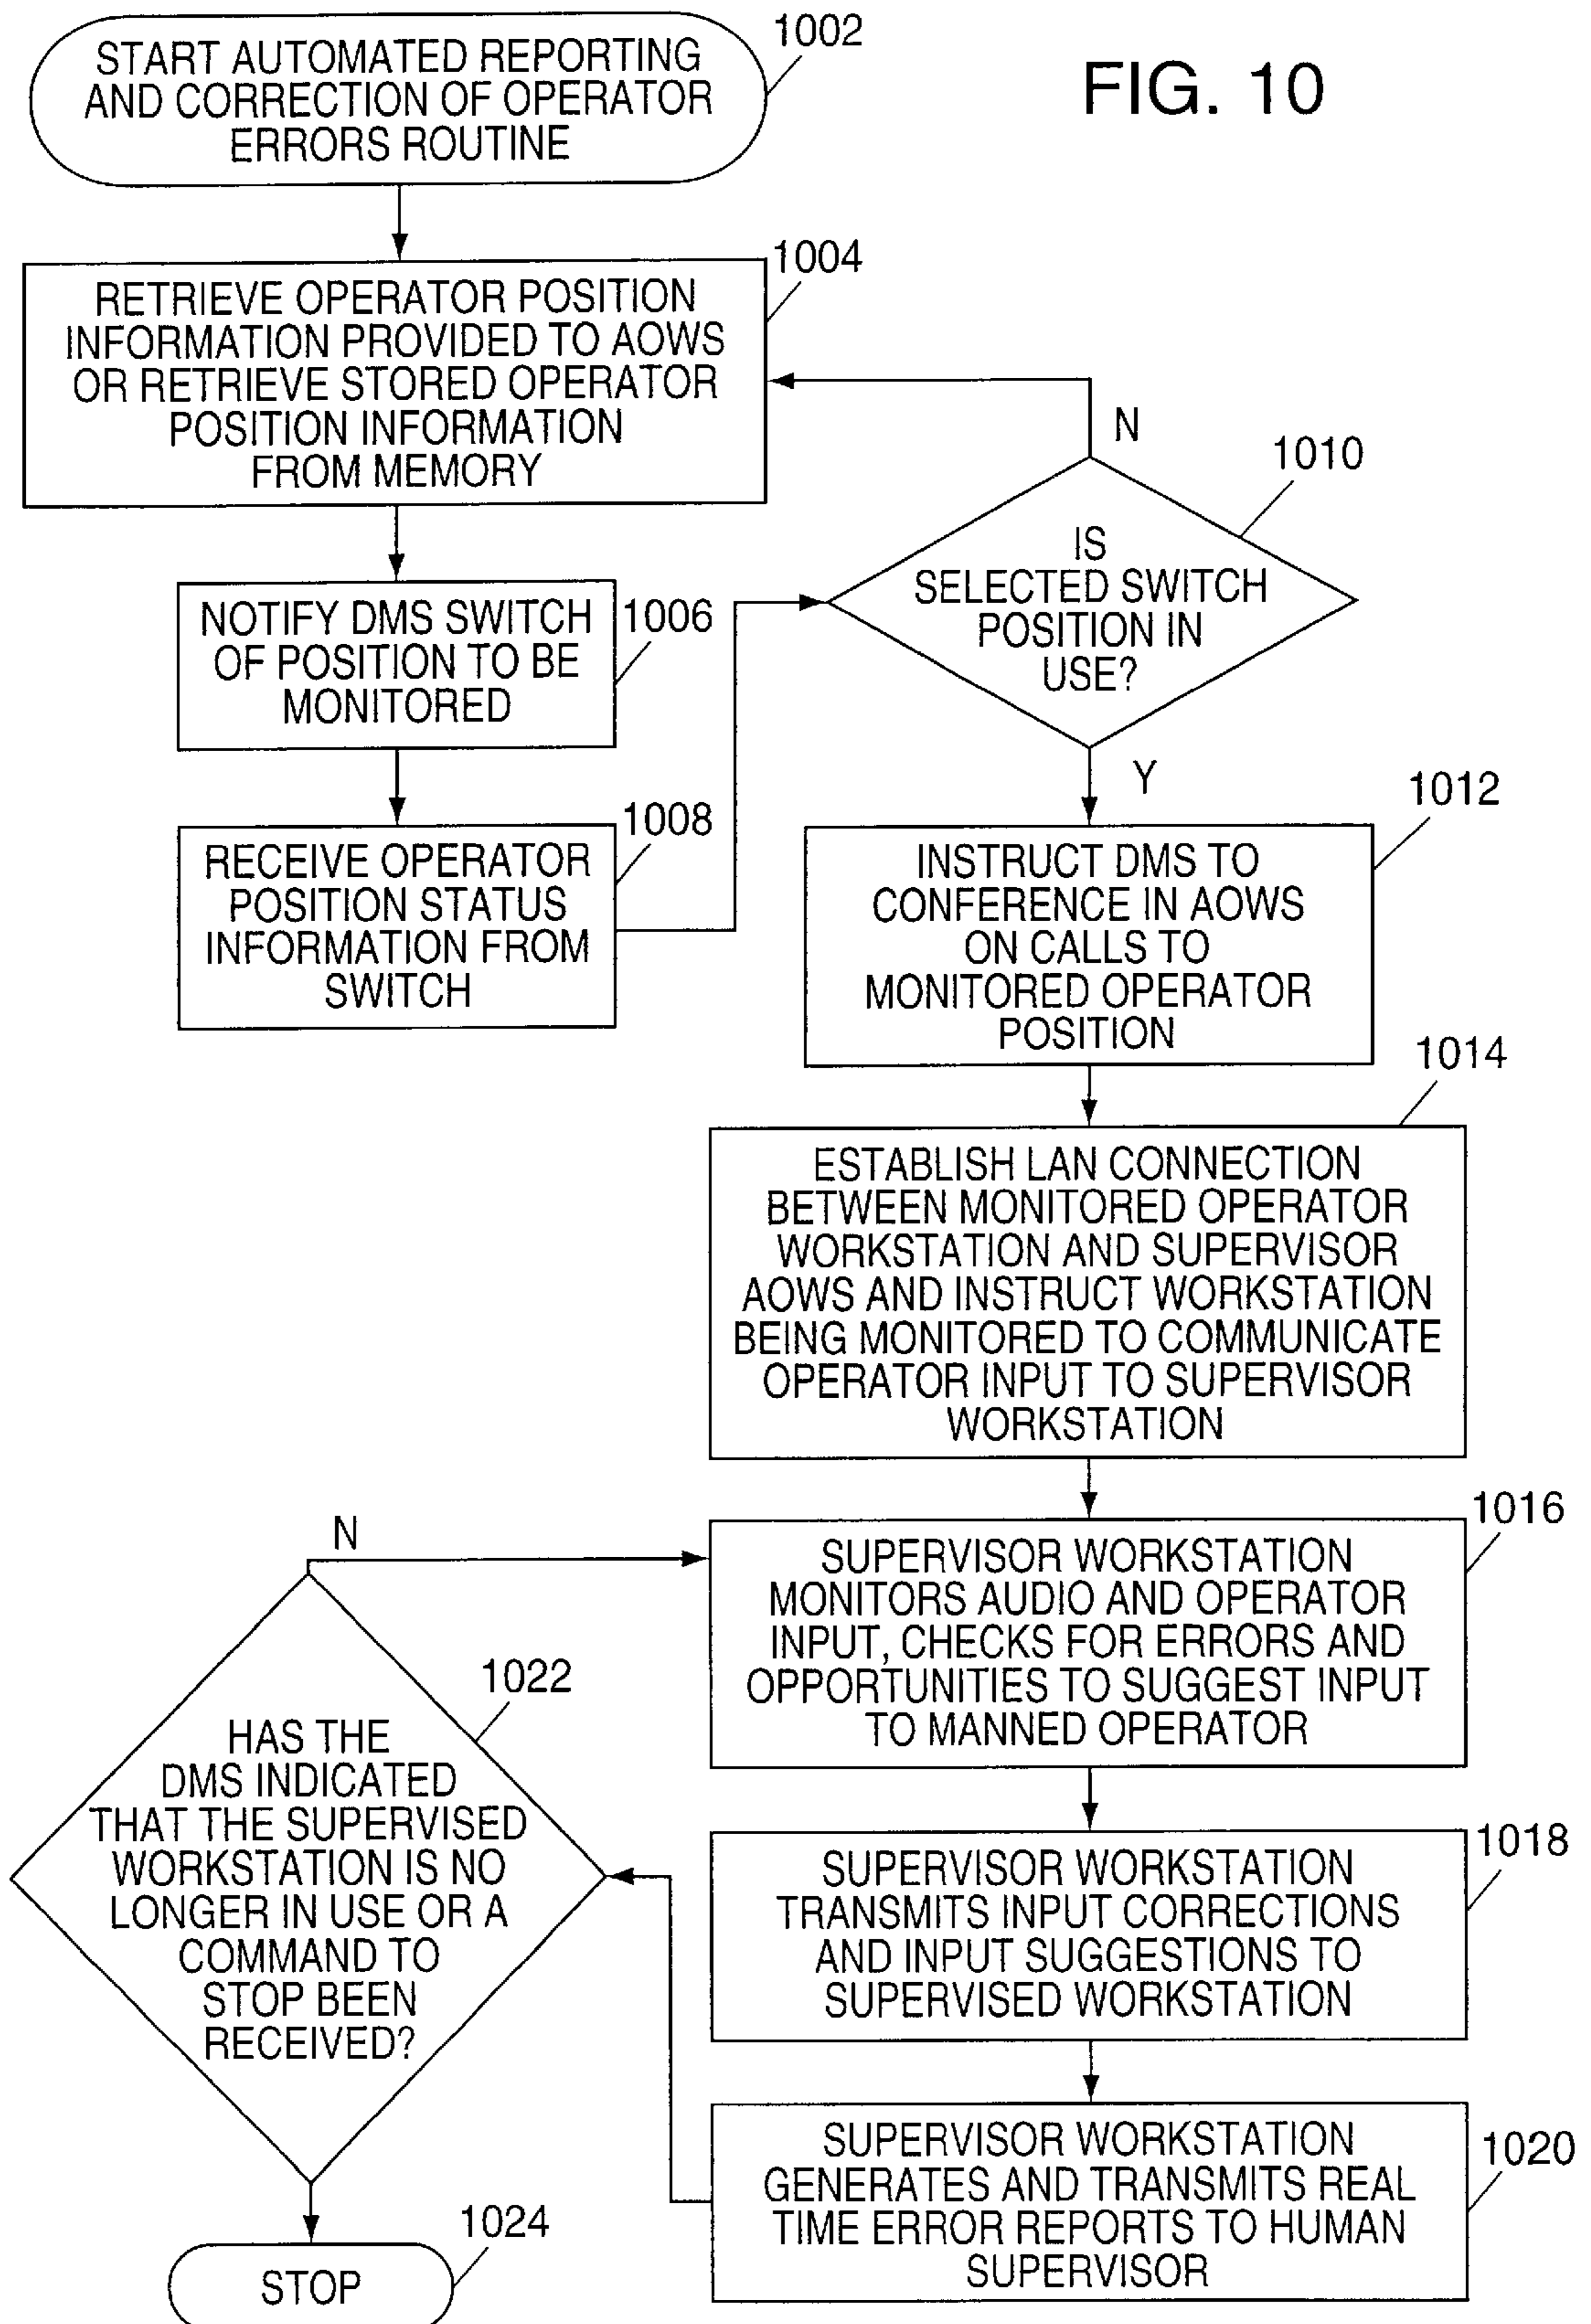 FIG. 10
1002
START AUTOMATED REPORTING
AND CORRECTION OF OPERATOR
ERRORS ROUTINE
1004
RETRIEVE OPERATOR POSITION
INFORMATION PROVIDED TO AOWS
OR RETRIEVE STORED OPERATOR
POSITION INFORMATION
FROM MEMORY
1006
NOTIFY DMS SWITCH
OF POSITION TO BE
MONITORED
1008
RECEIVE OPERATOR
POSITION STATUS
INFORMATION FROM
SWITCH
N
1010
IS
SELECTED SWITCH
POSITION IN
USE?
Y
1012
INSTRUCT DMS TO
CONFERENCE IN AOWS
ON CALLS TO
MONITORED OPERATOR
POSITION
1014
ESTABLISH LAN CONNECTION
BETWEEN MONITORED OPERATOR
WORKSTATION AND SUPERVISOR
AOWS AND INSTRUCT WORKSTATION
BEING MONITORED TO COMMUNICATE
OPERATOR INPUT TO SUPERVISOR
WORKSTATION
1016
SUPERVISOR WORKSTATION
MONITORS AUDIO AND OPERATOR
INPUT, CHECKS FOR ERRORS AND
OPPORTUNITIES TO SUGGEST INPUT
TO MANNED OPERATOR
1018
SUPERVISOR WORKSTATION
TRANSMITS INPUT CORRECTIONS
AND INPUT SUGGESTIONS TO
SUPERVISED WORKSTATION
1020
SUPERVISOR WORKSTATION
GENERATES AND TRANSMITS REAL
TIME ERROR REPORTS TO HUMAN
SUPERVISOR
N
1022
HAS THE
DMS INDICATED
THAT THE SUPERVISED
WORKSTATION IS NO
LONGER IN USE OR A
COMMAND TO
STOP BEEN
RECEIVED?
1024
STOP